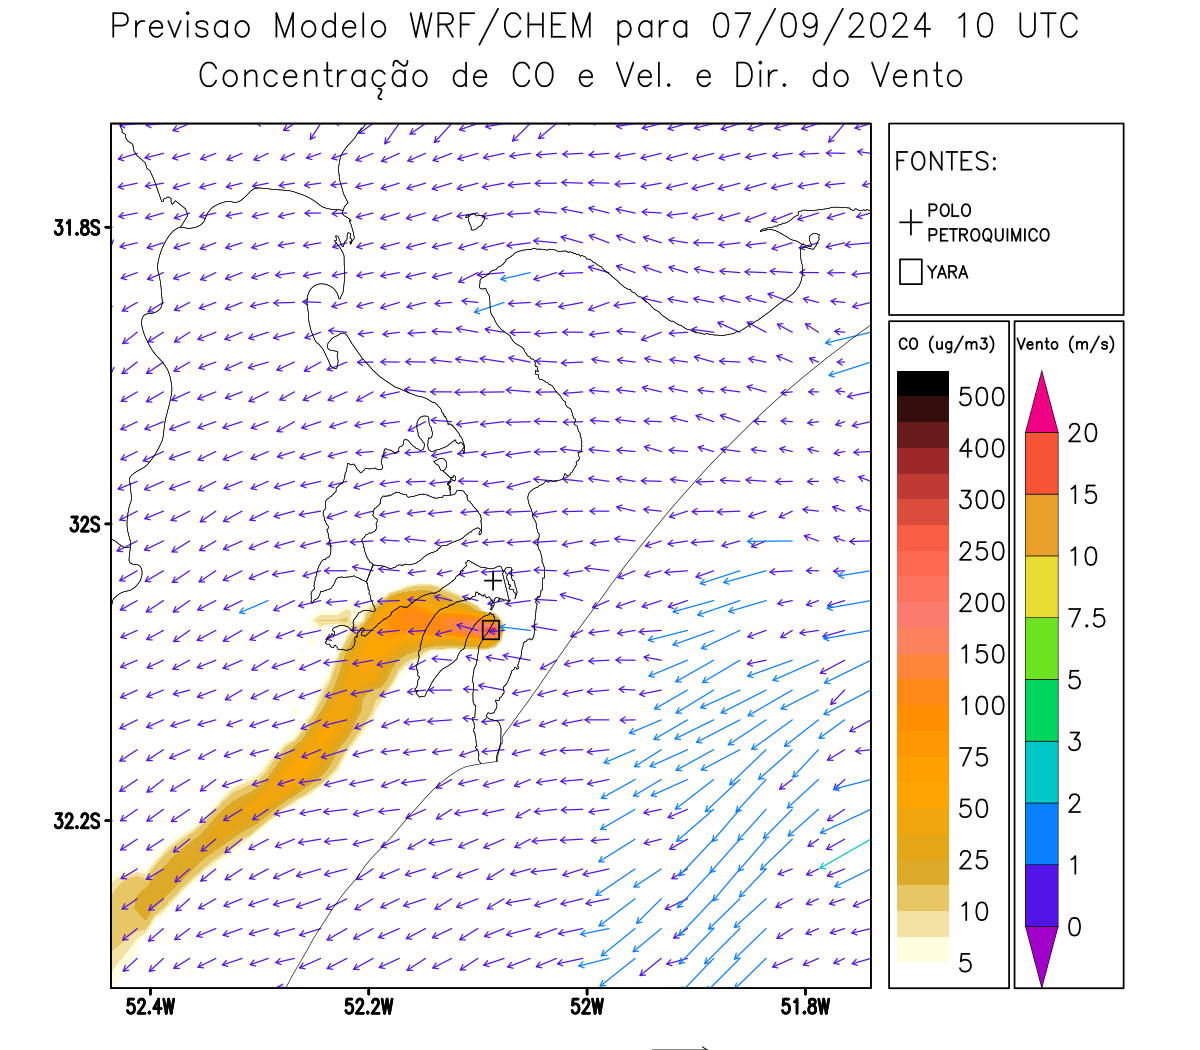 Previsao Modelo WRF/CHEM para 07/09/2024 10 UTC
Concentração de CO e Vel. e Dir. do Vento
FONTES:
POLO
PETROQUIMICO
YARA
CO (ug/m3)
500
400
300
250
200
150
100
75
50
25
10
5
Vento (m/s)
20
15
10
7.5
5
3
2
1
0
31.8S
32S
32.2S
52.4W
52.2W
52W
51.8W